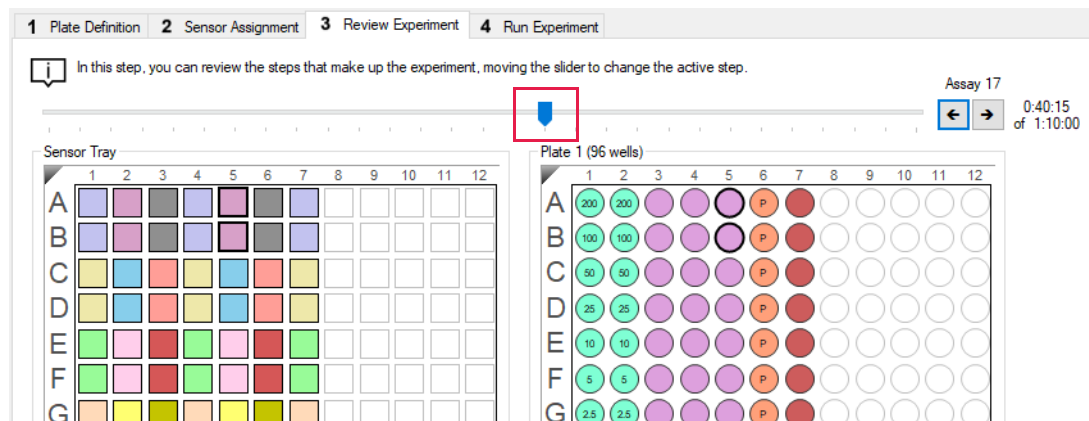 1 Plate Definition 2 Sensor Assignment 3 Review Experiment 4 Run Experiment
i In this step, you can review the steps that make up the experiment, moving the slider to change the active step.
Assay 17
0:40:15
of 1:10:00
Sensor Tray
1 2 3 4 5 6 7 8 9 10 11 12
A
B
C
D
E
F
G
Plate 1 (96 wells)
1 2 3 4 5 6 7 8 9 10 11 12
A 200 200 P
B 100 100 P
C 50 50 P
D 25 25 P
E 10 10 P
F 5 5 P
G 2.5 2.5 P